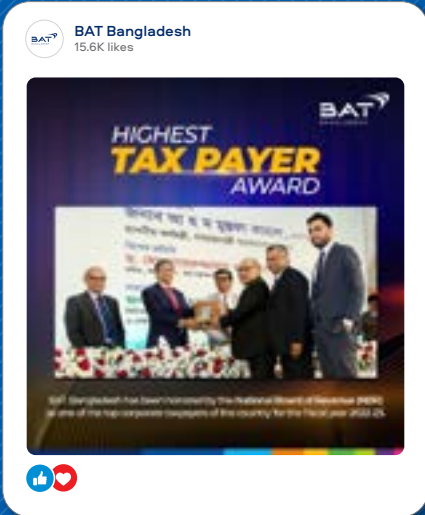 BAT
BAT Bangladesh
15.6K likes
BAT
BANGLADESH
HIGHEST
TAX PAYER
AWARD
BAT Bangladesh has been honored by the National Board of Revenue (NBR)
as one of the top corporate taxpayers of the country for the fiscal year 2022-23.